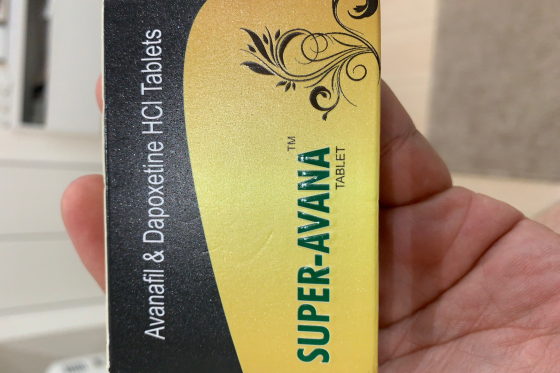 Avanafil & Dapoxetine HCl Tablets
SUPER-AVANA™
TABLET